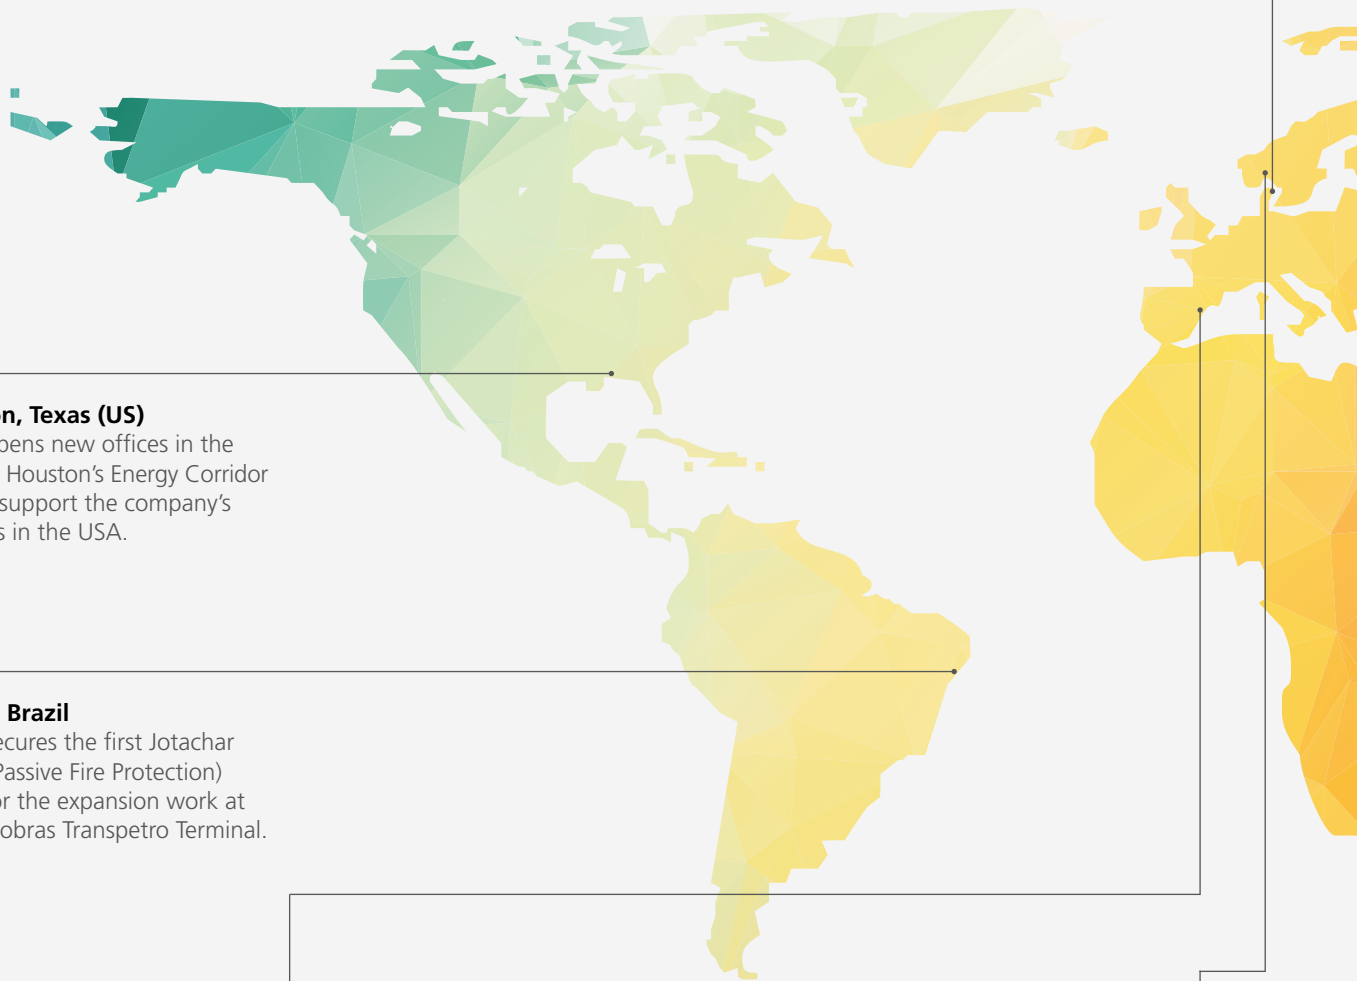 n, Texas (US)
pens new offices in the
Houston's Energy Corridor
support the company's
s in the USA.
Brazil
ecures the first Jotachar
Passive Fire Protection)
or the expansion work at
obras Transpetro Terminal.